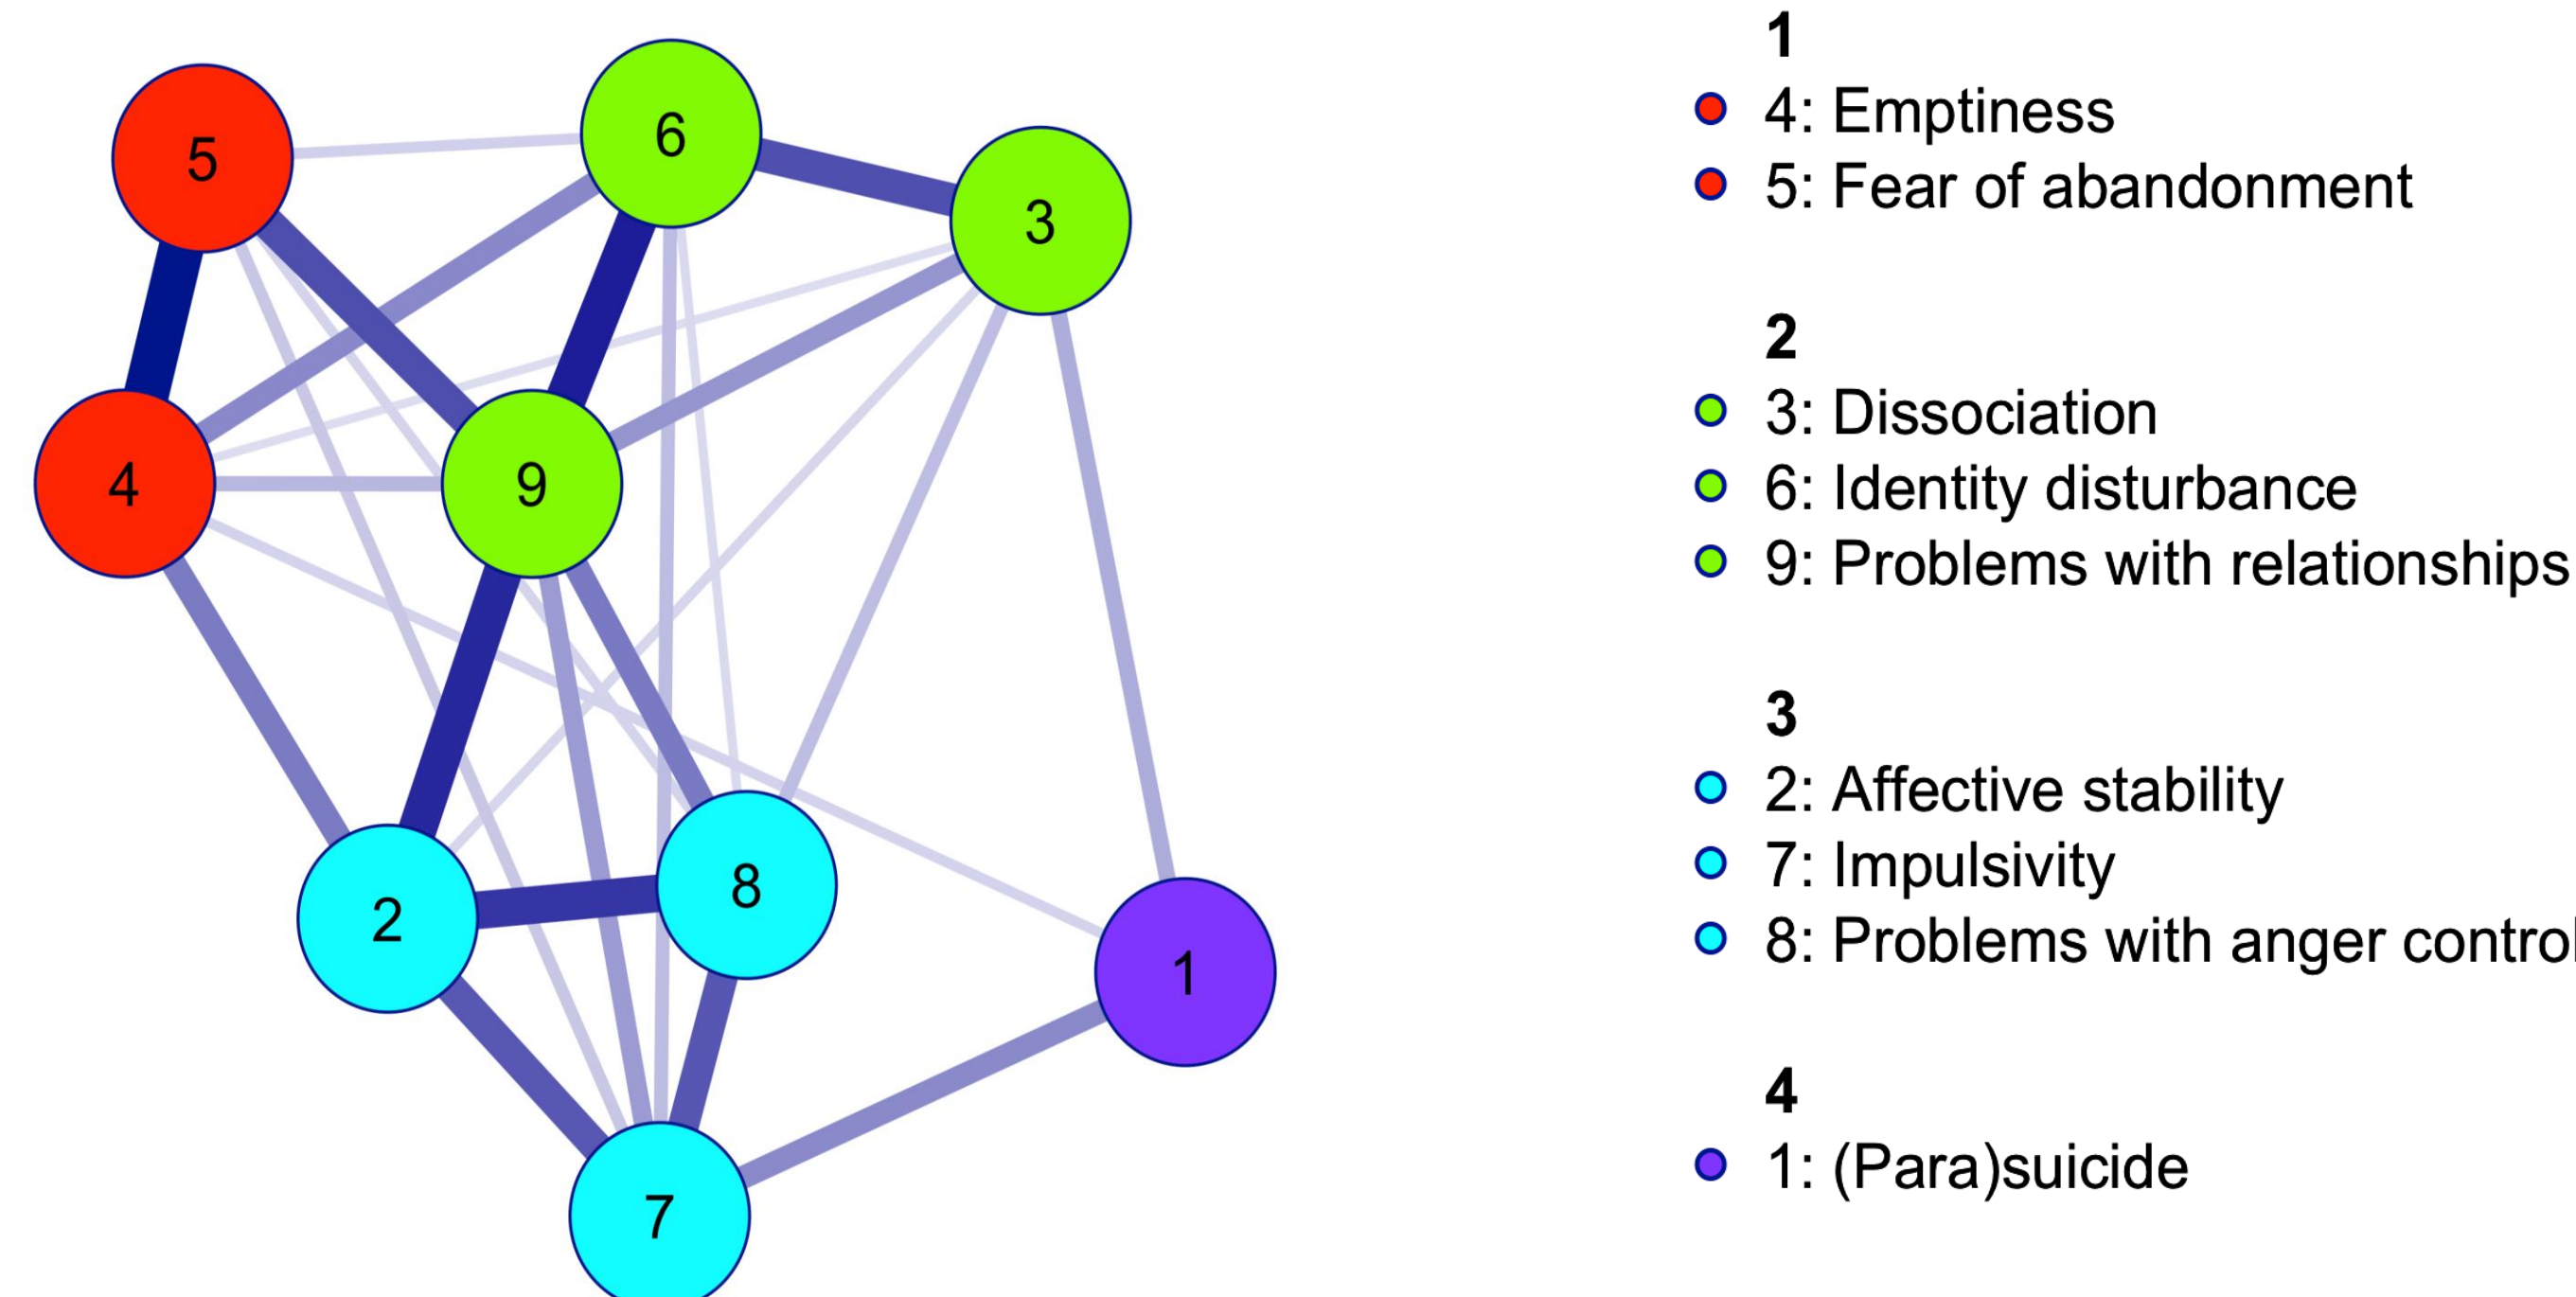 5
6
3
4
9
2
8
1
7
1
4: Emptiness
5: Fear of abandonment
2
3: Dissociation
6: Identity disturbance
9: Problems with relationships
3
2: Affective stability
7: Impulsivity
8: Problems with anger control
4
1: (Para)suicide